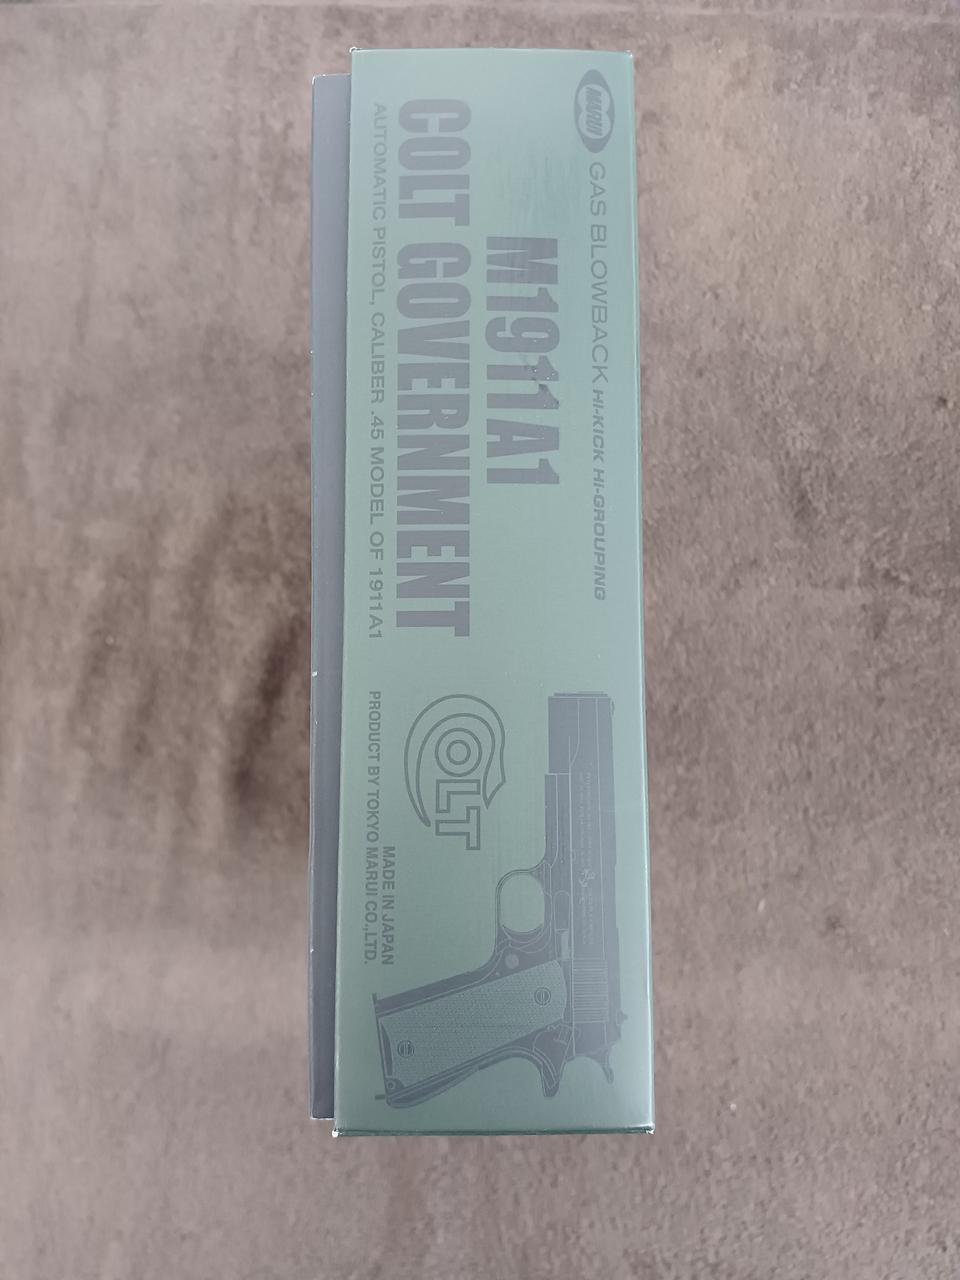 MARUI
GAS BLOWBACK HI-KICK HI-GROUPING
M1911A1
COLT GOVERNMENT
AUTOMATIC PISTOL, CALIBER .45 MODEL OF 1911A1
COLT
MADE IN JAPAN
PRODUCT BY TOKYO MARUI CO.,LTD.